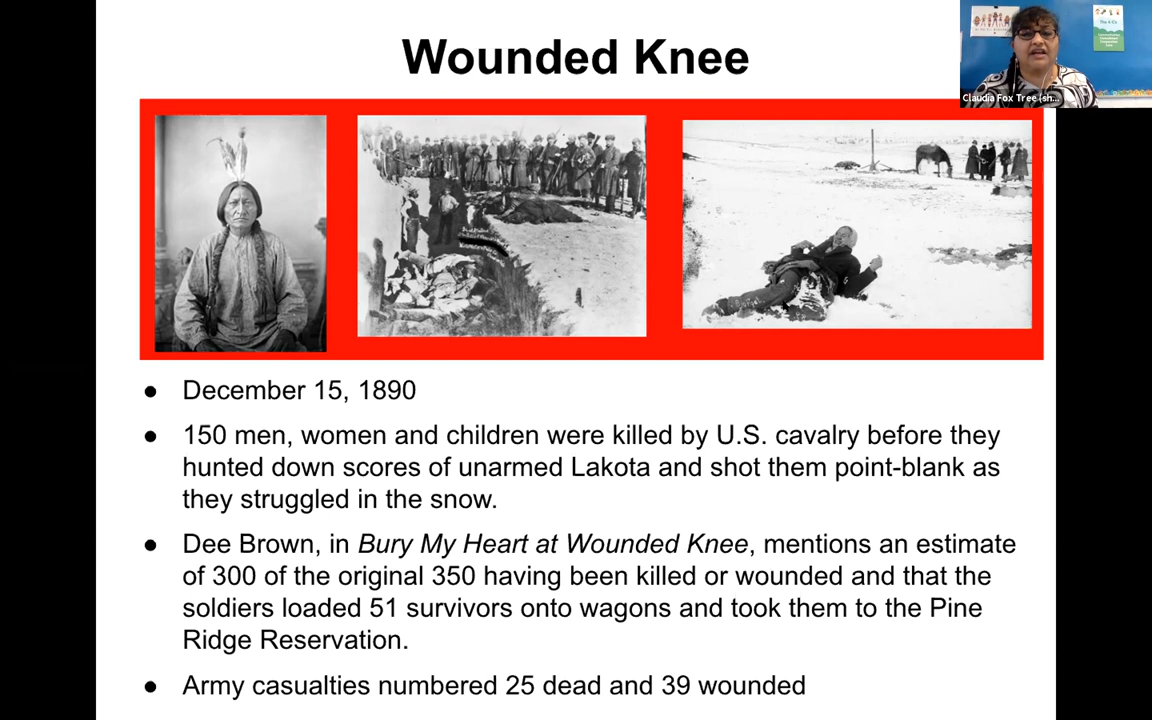 Wounded Knee
Claudia Fox Tree (sh...
● December 15, 1890
● 150 men, women and children were killed by U.S. cavalry before they
hunted down scores of unarmed Lakota and shot them point-blank as
they struggled in the snow.
● Dee Brown, in Bury My Heart at Wounded Knee, mentions an estimate
of 300 of the original 350 having been killed or wounded and that the
soldiers loaded 51 survivors onto wagons and took them to the Pine
Ridge Reservation.
● Army casualties numbered 25 dead and 39 wounded